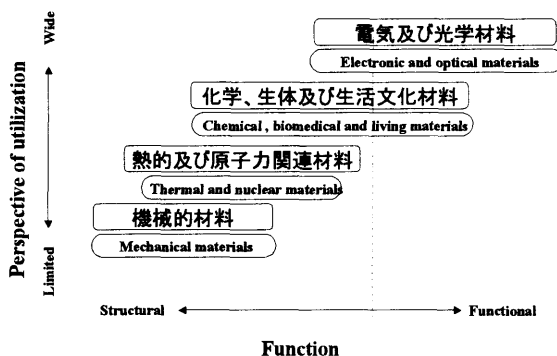 Wide
電気及び光学材料
Electronic and optical materials
化学、生体及び生活文化材料
Chemical , biomedical and living materials
熱的及び原子力関連材料
Thermal and nuclear materials
機械的材料
Mechanical materials
Perspective of utilization
Limited
Structural
Functional
Function